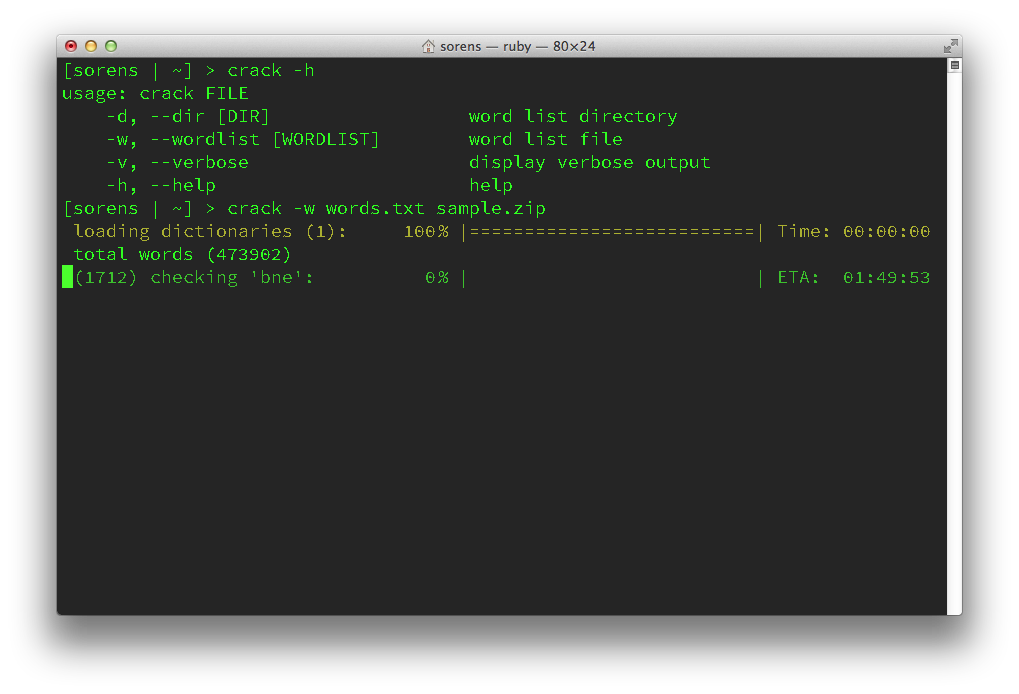 sorens — ruby — 80×24
[sorens | ~] > crack -h
usage: crack FILE
    -d, --dir [DIR]                  word list directory
    -w, --wordlist [WORDLIST]        word list file
    -v, --verbose                    display verbose output
    -h, --help                       help
[sorens | ~] > crack -w words.txt sample.zip
 loading dictionaries (1):     100% |==========================| Time: 00:00:00
 total words (473902)
 (1712) checking 'bne':          0% |                          | ETA:  01:49:53